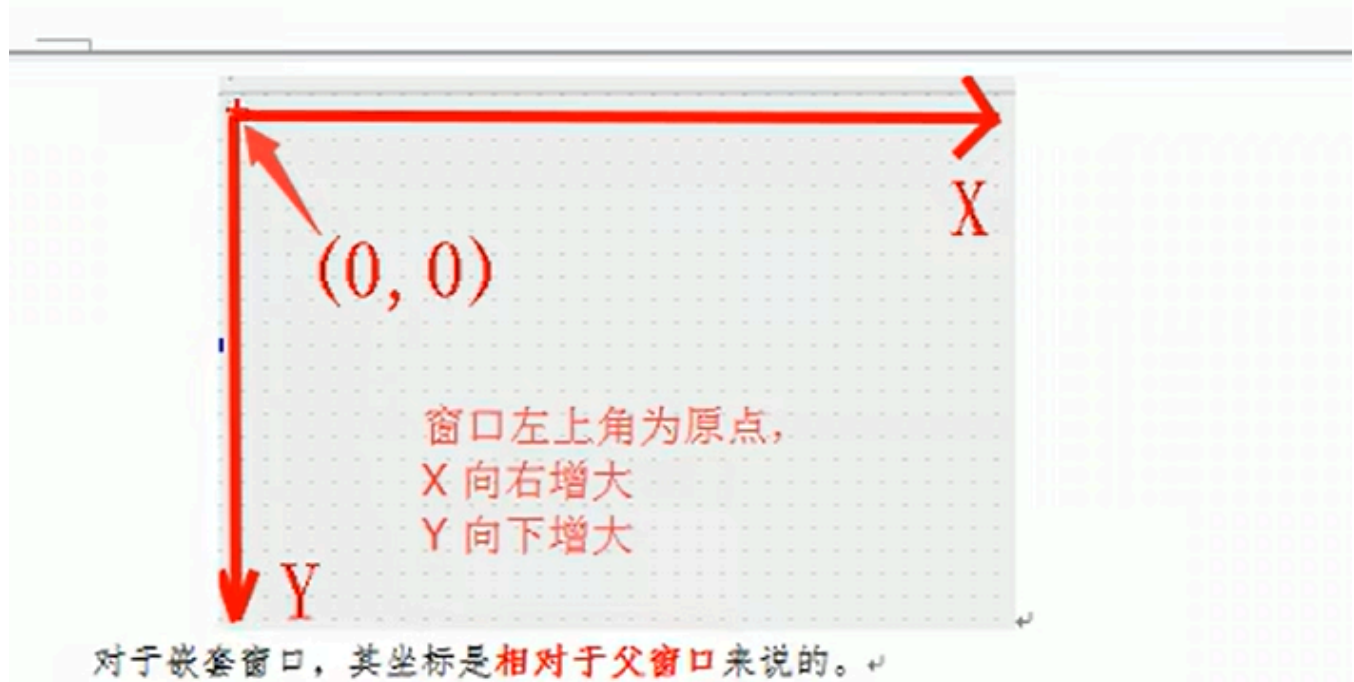 X
(0, 0)
窗口左上角为原点，
X 向右增大
Y 向下增大
Y
对于嵌套窗口，其坐标是相对于父窗口来说的。